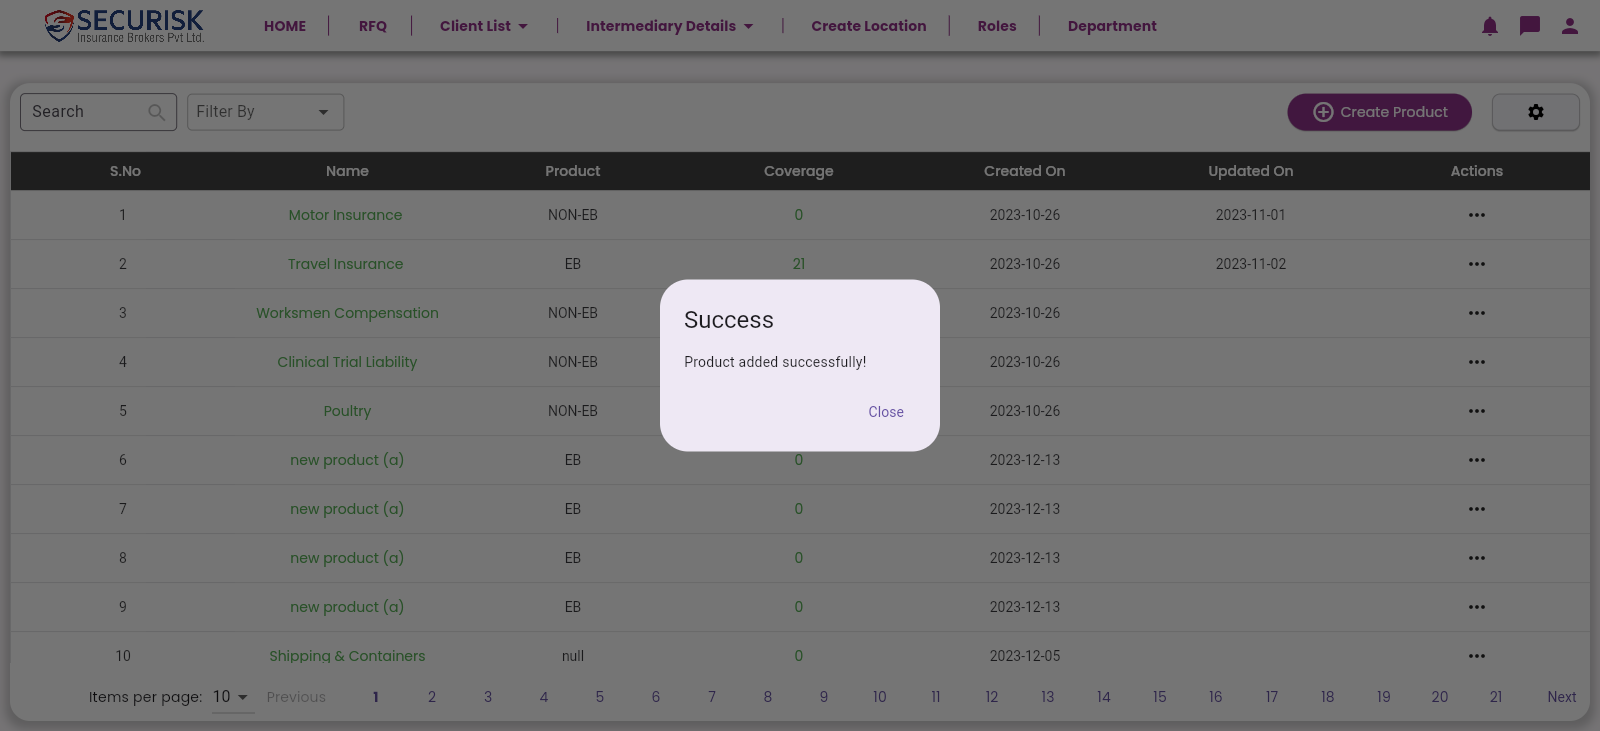 SECURISK
Insurance Brokers Pvt Ltd.
HOME RFQ Client List Intermediary Details Create Location Roles Department
Search Filter By Create Product
S.No Name Product Coverage Created On Updated On Actions
1 Motor Insurance NON-EB 0 2023-10-26 2023-11-01
2 Travel Insurance EB 21 2023-10-26 2023-11-02
3 Worksmen Compensation NON-EB 2023-10-26
4 Clinical Trial Liability NON-EB 2023-10-26
5 Poultry NON-EB 2023-10-26
6 new product (a) EB 0 2023-12-13
7 new product (a) EB 0 2023-12-13
8 new product (a) EB 0 2023-12-13
9 new product (a) EB 0 2023-12-13
10 Shipping & Containers null 0 2023-12-05
Items per page: 10 Previous 1 2 3 4 5 6 7 8 9 10 11 12 13 14 15 16 17 18 19 20 21 Next
Success
Product added successfully!
Close